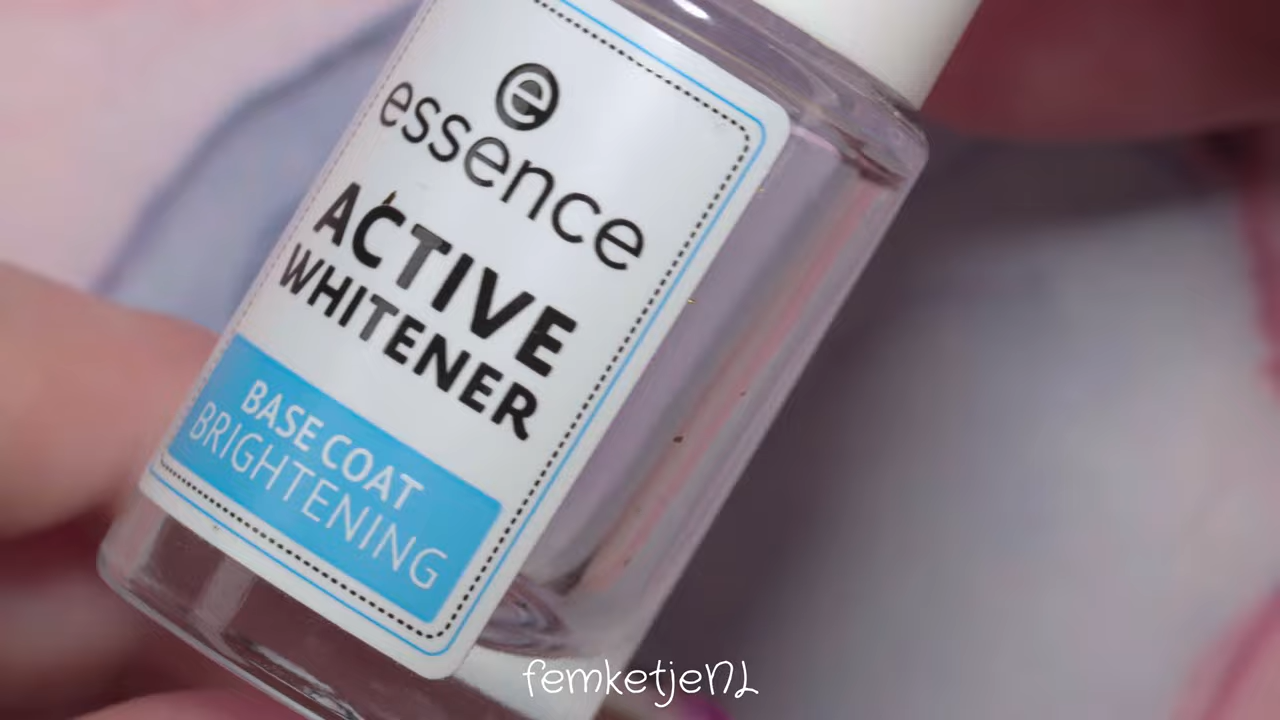 e
essence
ACTIVE
WHITENER
BASE COAT
BRIGHTENING
femketjeNL